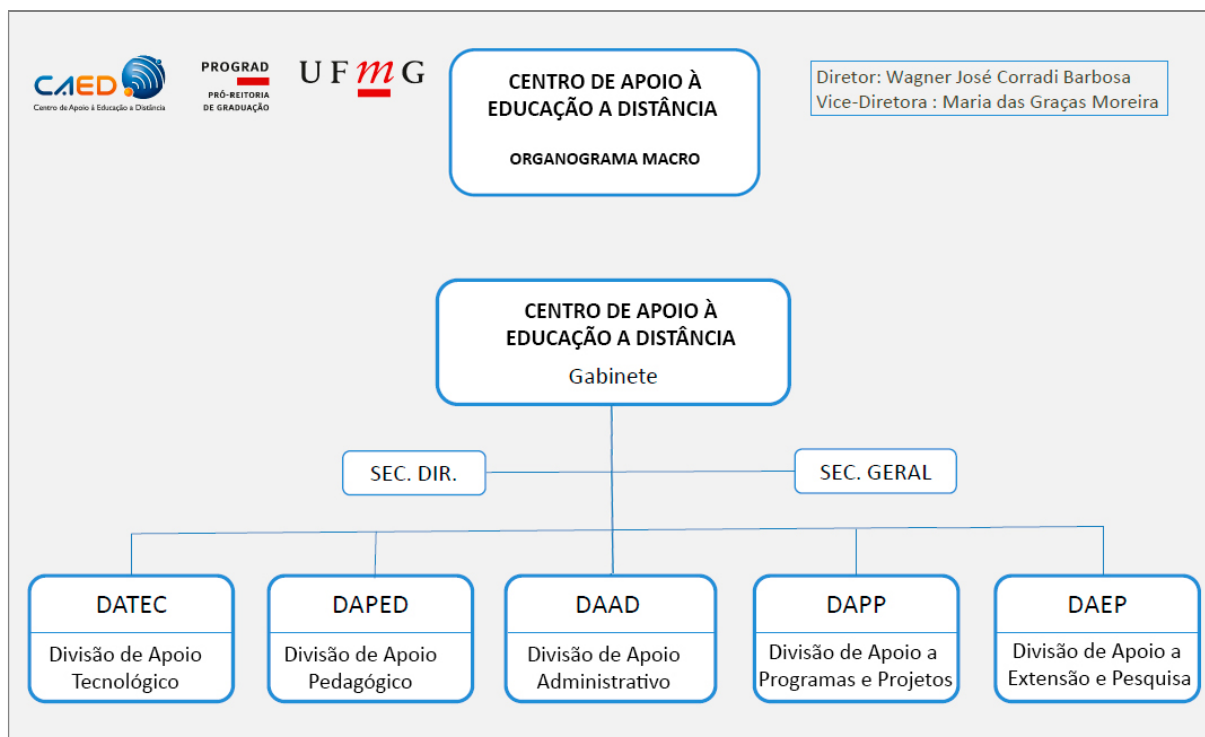 CAED
Centro de Apoio à Educação a Distância
PROGRAD
PRÓ-REITORIA
DE GRADUAÇÃO
UFmG
CENTRO DE APOIO À
EDUCAÇÃO A DISTÂNCIA
ORGANOGRAMA MACRO
Diretor: Wagner José Corradi Barbosa
Vice-Diretora : Maria das Graças Moreira
CENTRO DE APOIO À
EDUCAÇÃO A DISTÂNCIA
Gabinete
SEC. DIR.
SEC. GERAL
DATEC
Divisão de Apoio
Tecnológico
DAPED
Divisão de Apoio
Pedagógico
DAAD
Divisão de Apoio
Administrativo
DAPP
Divisão de Apoio a
Programas e Projetos
DAEP
Divisão de Apoio a
Extensão e Pesquisa